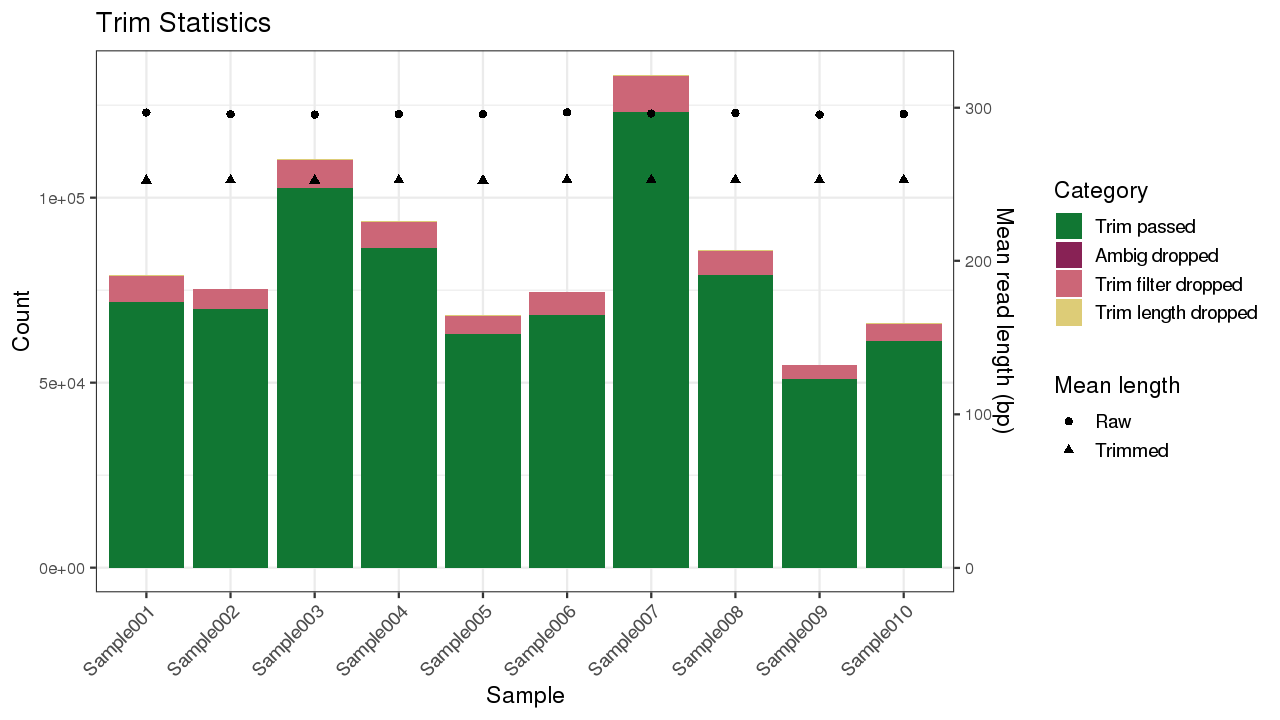 Trim Statistics
Count
1e+05
5e+04
0e+00
300
200
100
0
Mean read length (bp)
Sample001
Sample002
Sample003
Sample004
Sample005
Sample006
Sample007
Sample008
Sample009
Sample010
Sample
Category
Trim passed
Ambig dropped
Trim filter dropped
Trim length dropped
Mean length
Raw
Trimmed